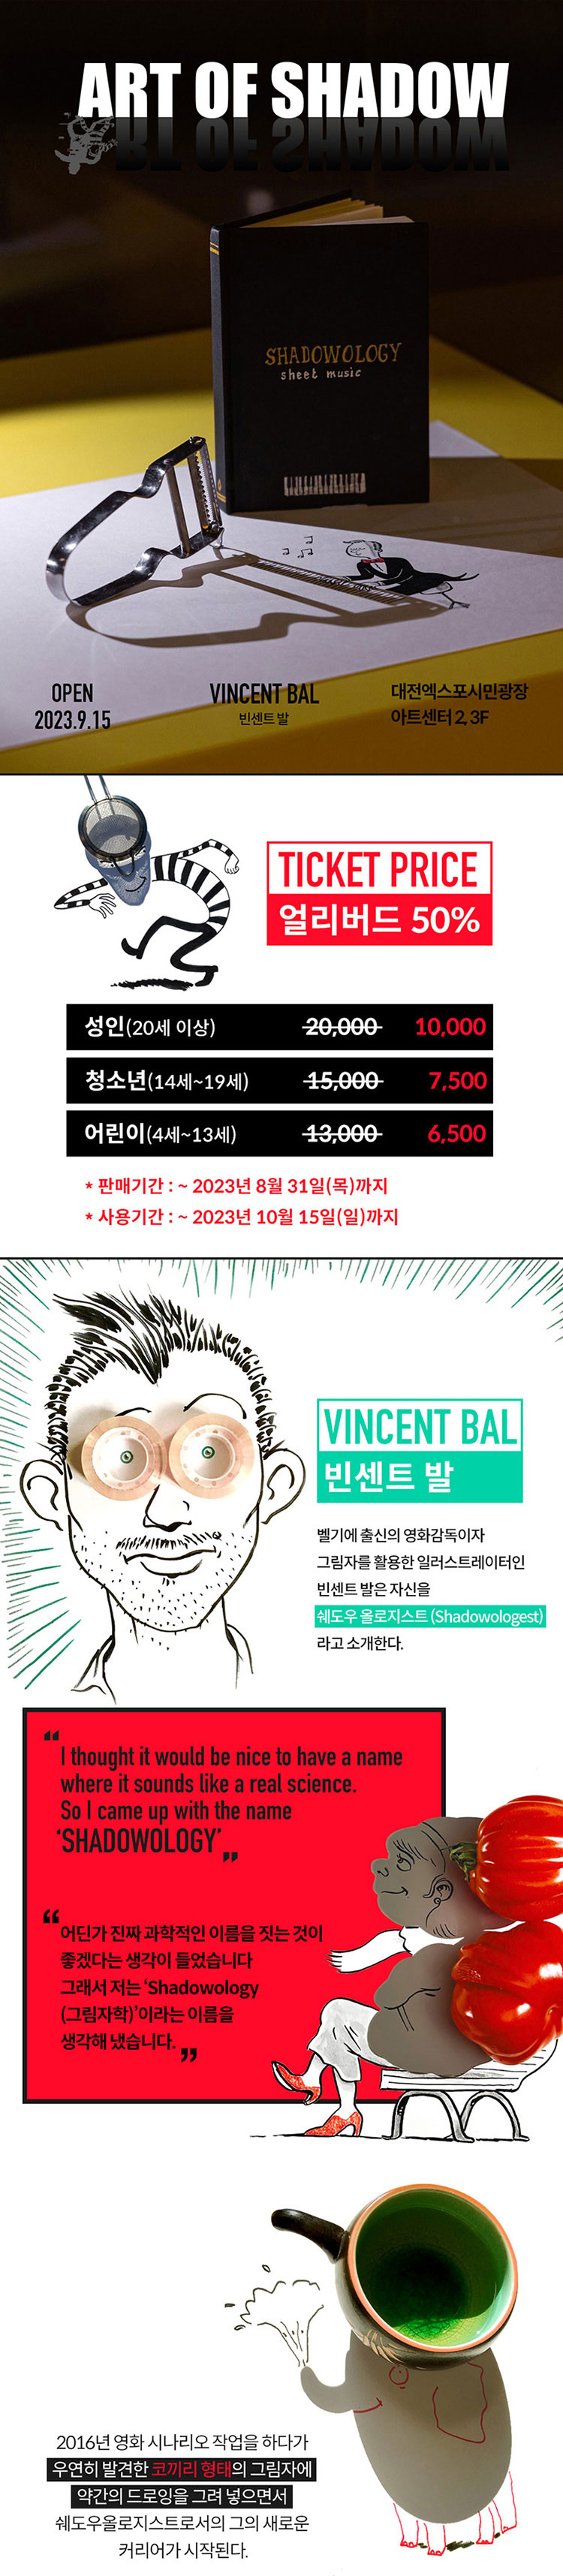 ART OF SHADOW
SHADOWOLOGY
sheet music
OPEN
2023.9.15
VINCENT BAL
빈센트 발
대전엑스포시민광장
아트센터 2, 3F
TICKET PRICE
얼리버드 50%
성인(20세 이상) 20,000 10,000
청소년(14세~19세) 15,000 7,500
어린이(4세~13세) 13,000 6,500
* 판매기간 : ~ 2023년 8월 31일(목)까지
* 사용기간 : ~ 2023년 10월 15일(일)까지
VINCENT BAL
빈센트 발
벨기에 출신의 영화감독이자
그림자를 활용한 일러스트레이터인
빈센트 발은 자신을
쉐도우 올로지스트 (Shadowologest)
라고 소개한다.
“I thought it would be nice to have a name
where it sounds like a real science.
So I came up with the name
‘SHADOWOLOGY’”
“어딘가 진짜 과학적인 이름을 짓는 것이
좋겠다는 생각이 들었습니다
그래서 저는 ‘Shadowology
(그림자학)’이라는 이름을
생각해 냈습니다.”
2016년 영화 시나리오 작업을 하다가
우연히 발견한 코끼리 형태의 그림자에
약간의 드로잉을 그려 넣으면서
쉐도우올로지스트로서의 그의 새로운
커리어가 시작된다.